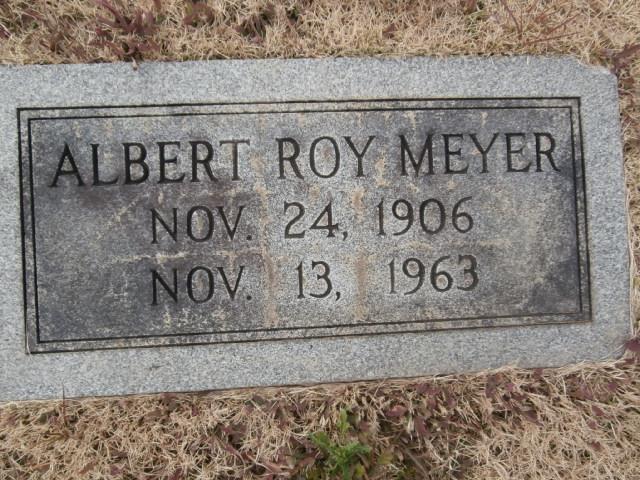 ALBERT ROY MEYER
NOV. 24, 1906
NOV. 13, 1963